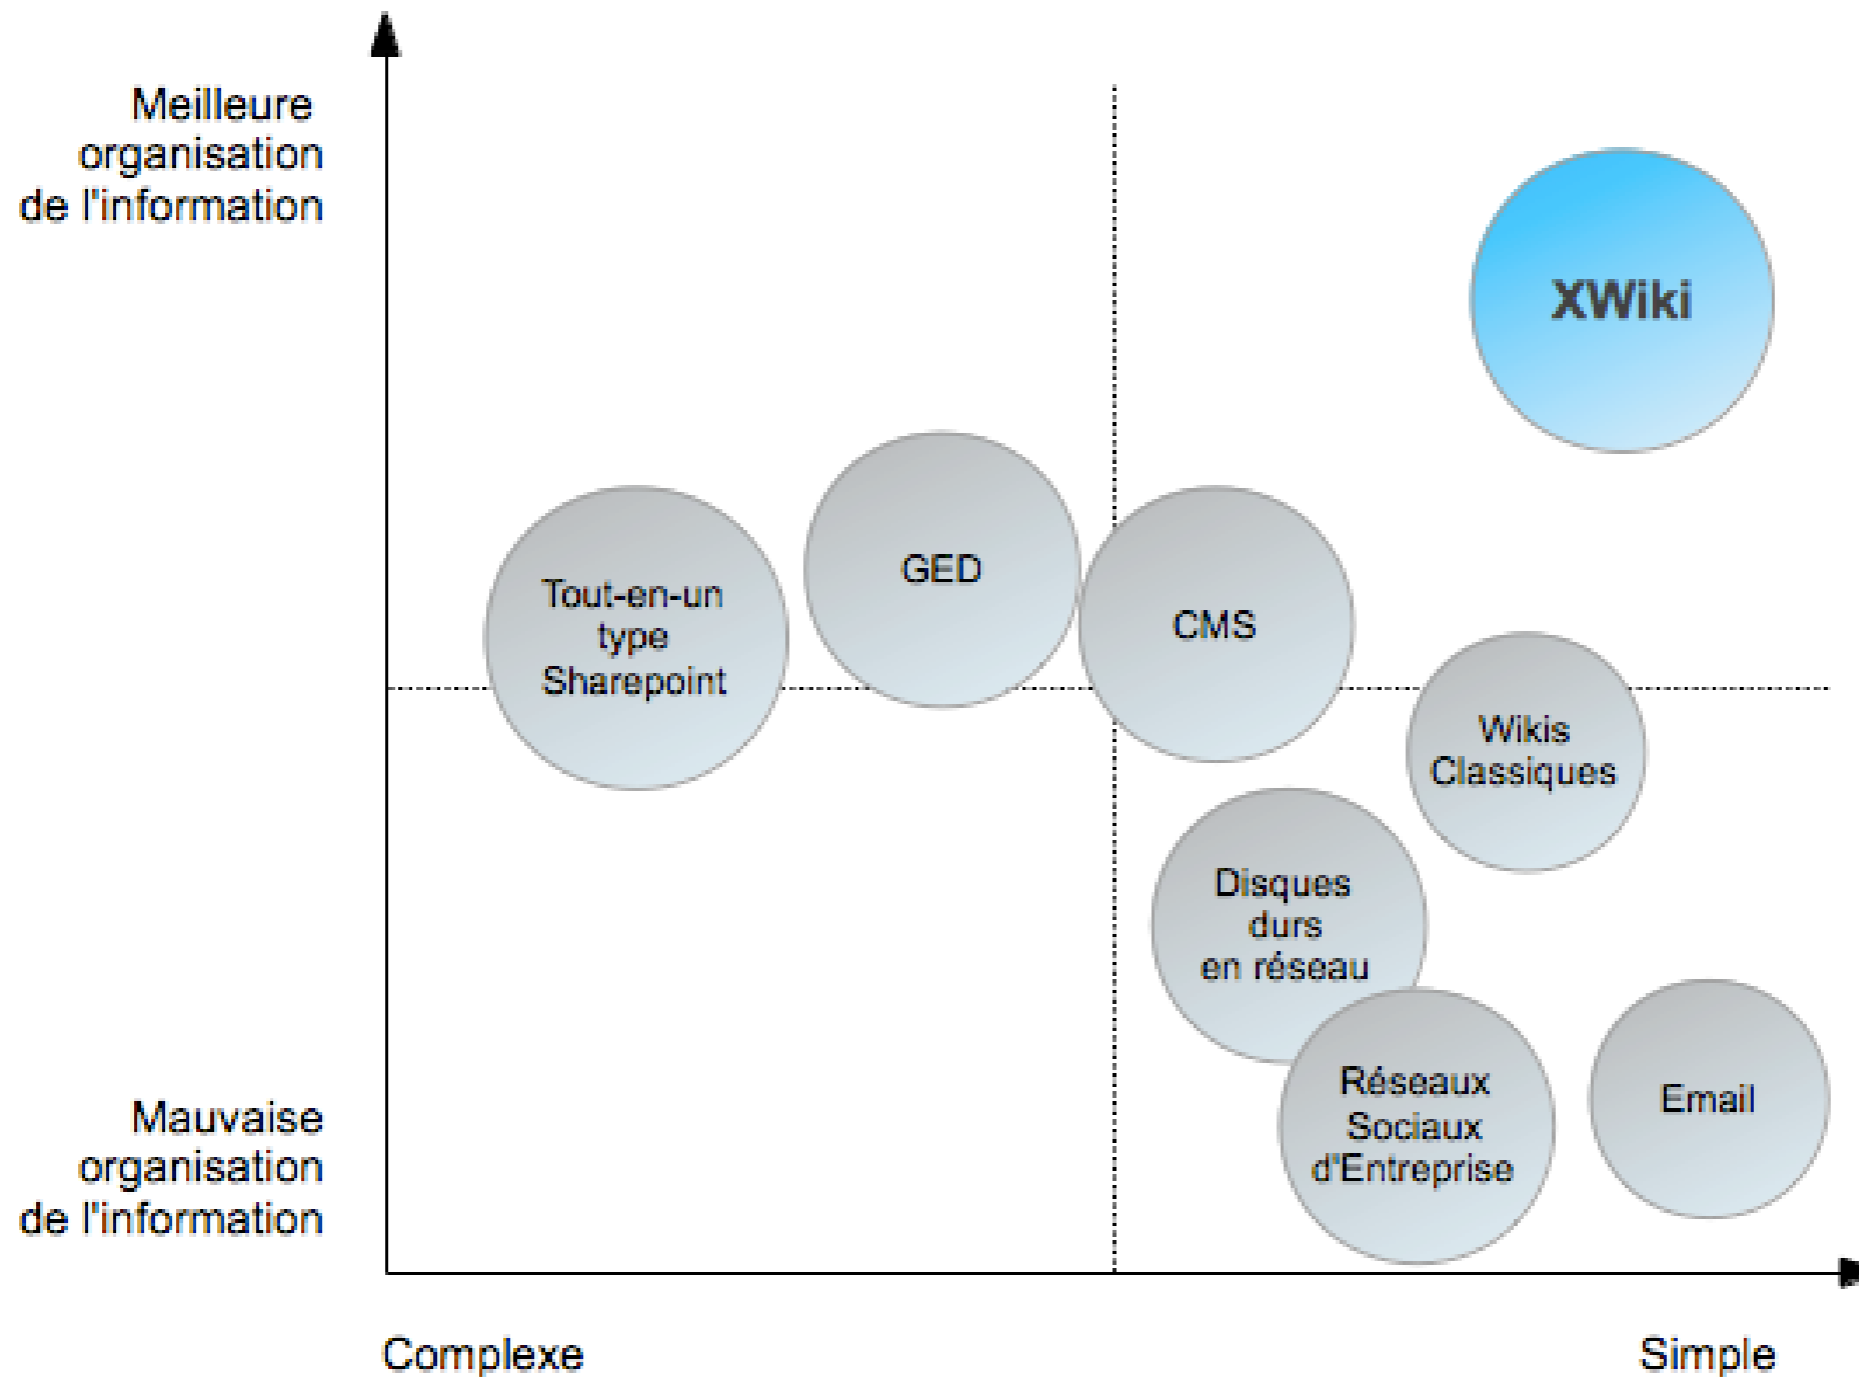 Meilleure
organisation
de l'information
XWiki
GED
Tout-en-un
type
Sharepoint
CMS
Wikis
Classiques
Disques
durs
en réseau
Réseaux
Sociaux
d'Entreprise
Email
Mauvaise
organisation
de l'information
Complexe
Simple